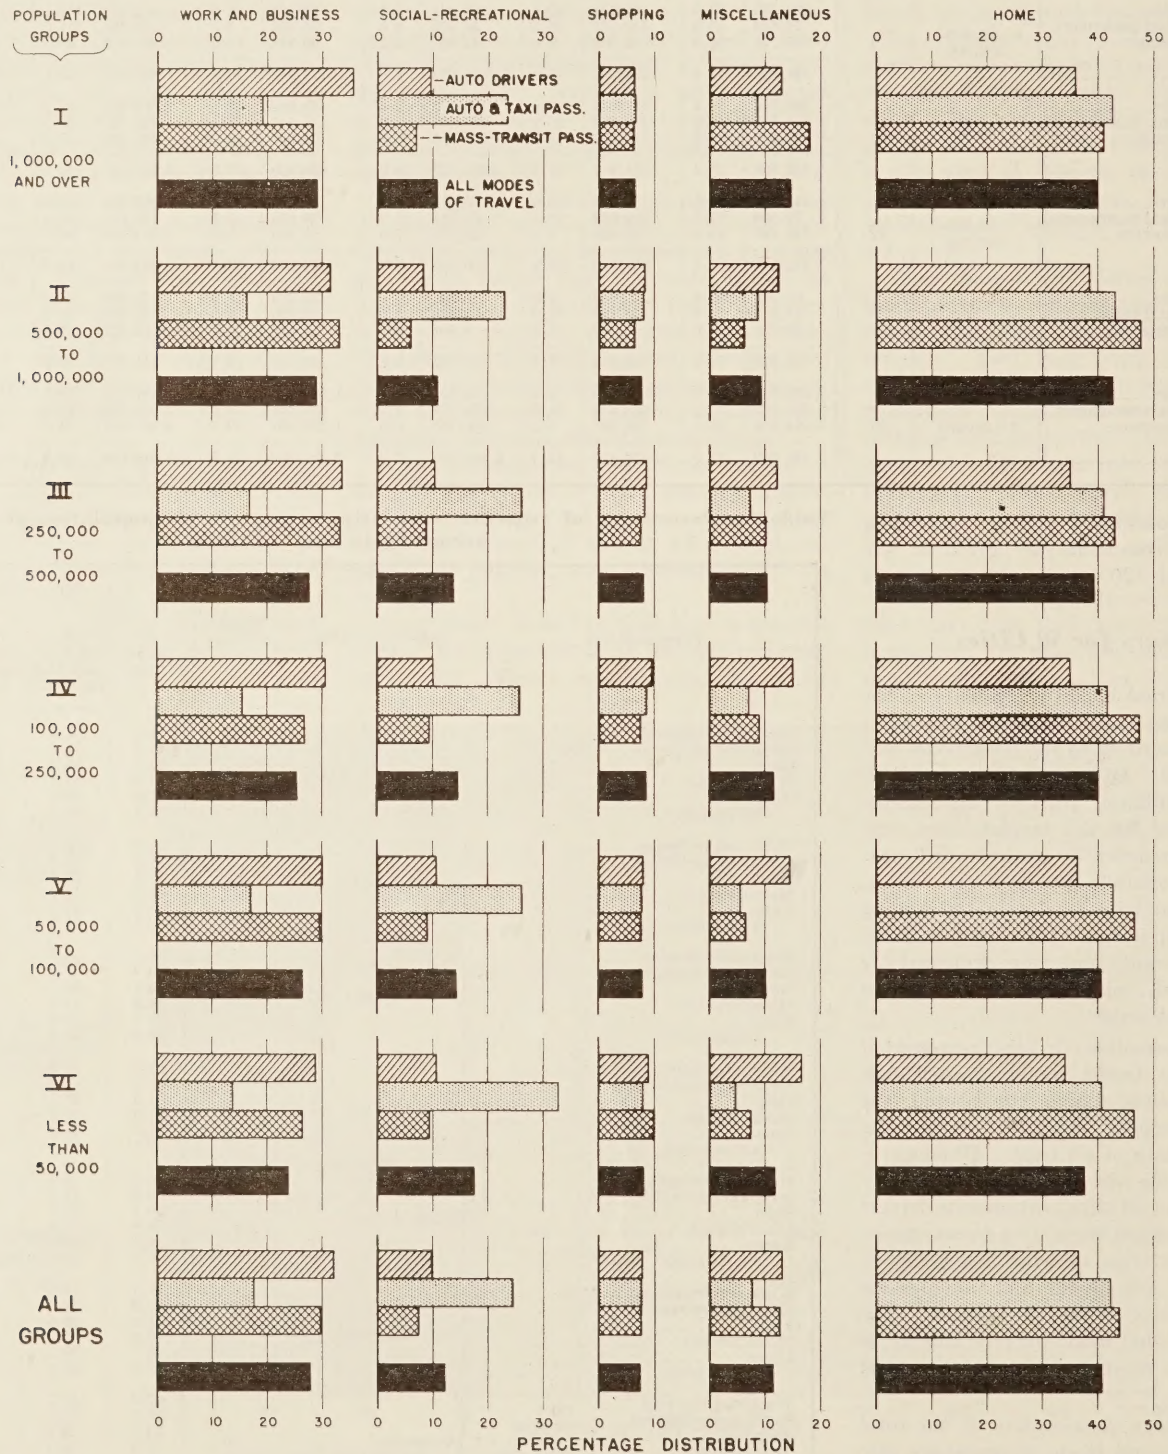 POPULATION GROUPS WORK AND BUSINESS SOCIAL-RECREATIONAL SHOPPING MISCELLANEOUS HOME
0 10 20 30 0 10 20 30 0 10 0 10 20 0 10 20 30 40 50
I
1,000,000
AND OVER
AUTO DRIVERS
AUTO & TAXI PASS.
MASS-TRANSIT PASS.
ALL MODES
OF TRAVEL
II
500,000
TO
1,000,000
III
250,000
TO
500,000
IV
100,000
TO
250,000
V
50,000
TO
100,000
VI
LESS
THAN
50,000
ALL
GROUPS
0 10 20 30 0 10 20 30 0 10 0 10 20 0 10 20 30 40 50
PERCENTAGE DISTRIBUTION